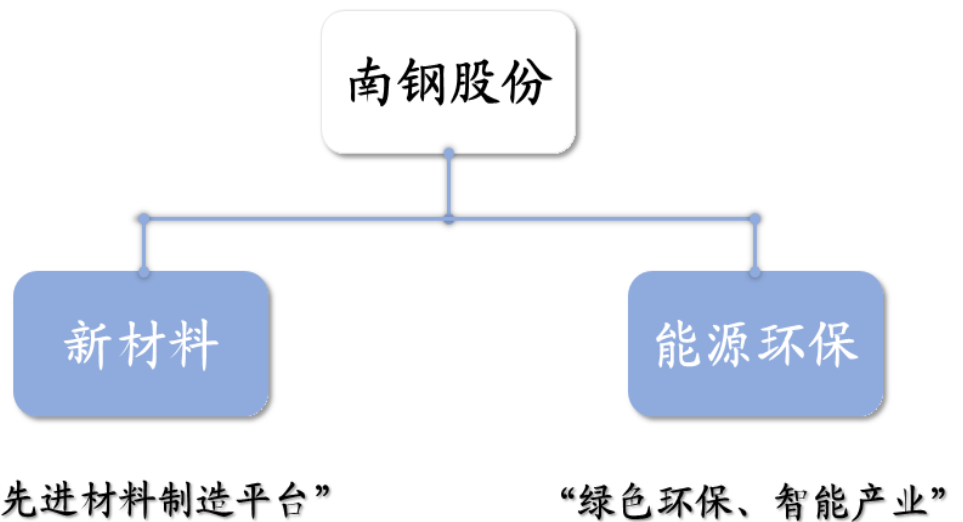 南钢股份
新材料
能源环保
先进材料制造平台”
“绿色环保、智能产业”